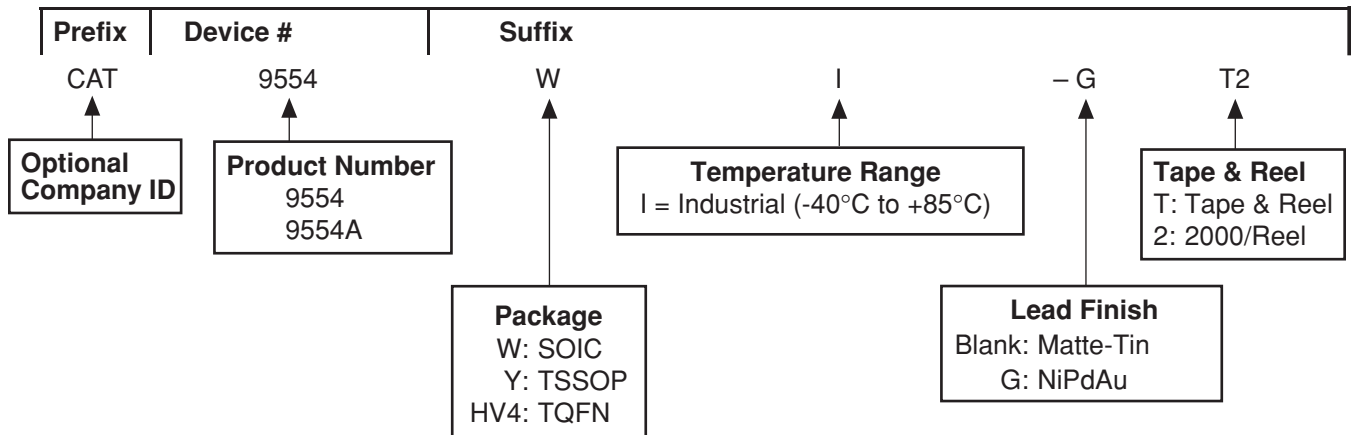 Prefix Device # Suffix
CAT 9554 W I – G T2
Optional
Company ID
Product Number
9554
9554A
Temperature Range
I = Industrial (-40°C to +85°C)
Tape & Reel
T: Tape & Reel
2: 2000/Reel
Package
W: SOIC
Y: TSSOP
HV4: TQFN
Lead Finish
Blank: Matte-Tin
G: NiPdAu